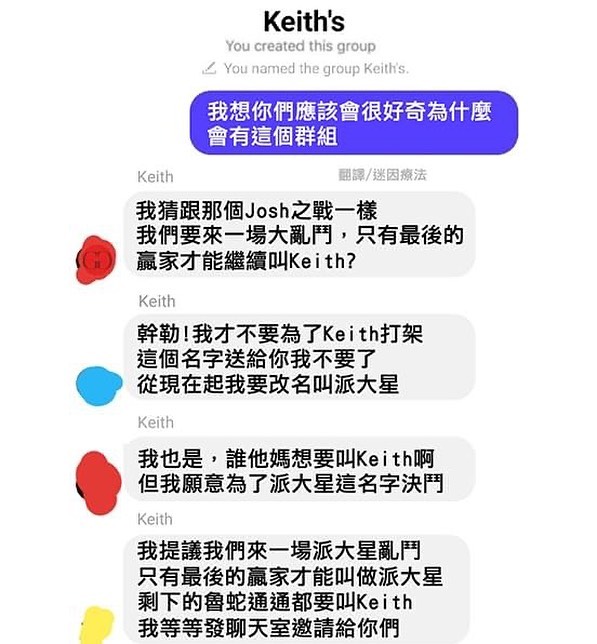 Keith's
You created this group
You named the group Keith's.
我想你們應該會很好奇為什麼
會有這個群組
Keith
翻譯/迷因療法
我猜跟那個Josh之戰一樣
我們要來一場大亂鬥，只有最後的
贏家才能繼續叫Keith?
Keith
幹勒!我才不要為了Keith打架
這個名字送給你我不要了
從現在起我要改名叫派大星
Keith
我也是，誰他媽想要叫Keith啊
但我願意為了派大星這名字決鬥
Keith
我提議我們來一場派大星亂鬥
只有最後的贏家才能叫做派大星
剩下的魯蛇通通都要叫Keith
我等等發聊天室邀請給你們